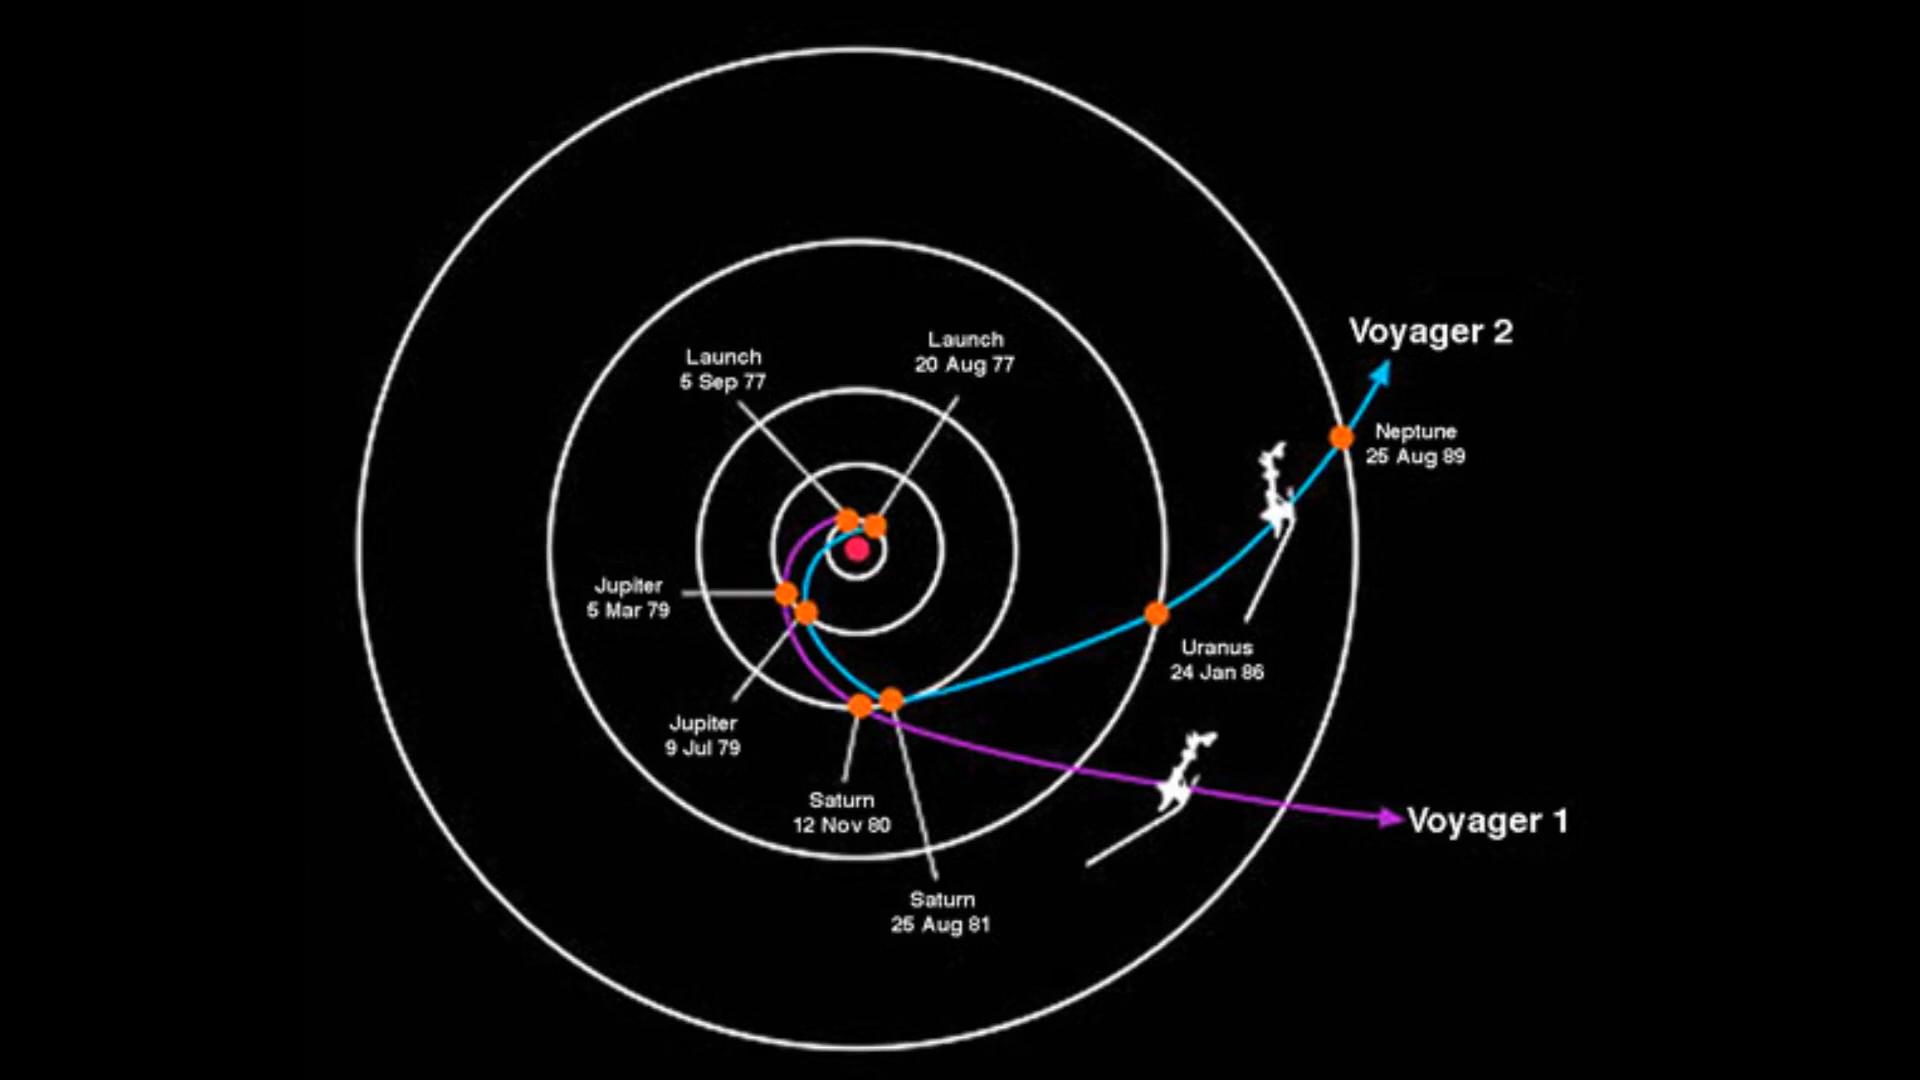 Voyager 2
Launch
20 Aug 77
Launch
5 Sep 77
Neptune
25 Aug 89
Jupiter
5 Mar 79
Uranus
24 Jan 86
Jupiter
9 Jul 79
Saturn
12 Nov 80
Voyager 1
Saturn
25 Aug 81